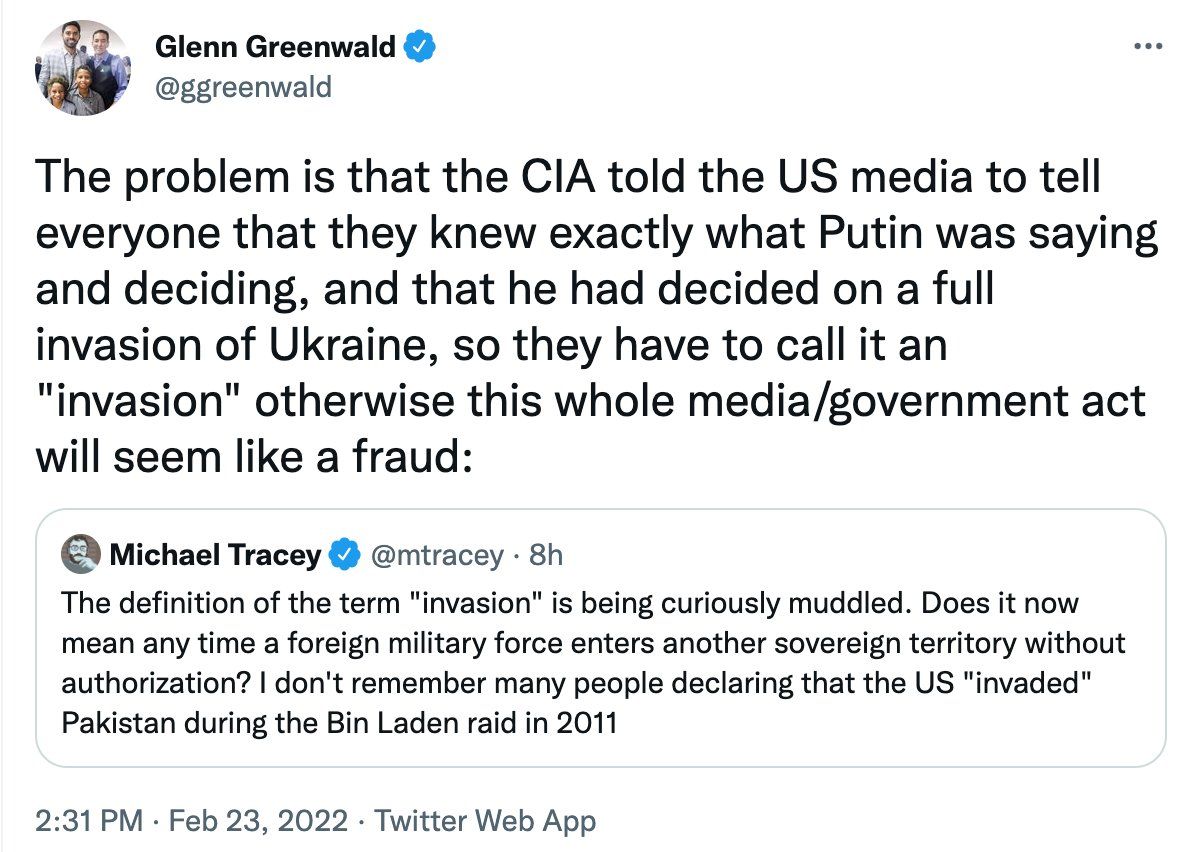 Glenn Greenwald
@ggreenwald
The problem is that the CIA told the US media to tell
everyone that they knew exactly what Putin was saying
and deciding, and that he had decided on a full
invasion of Ukraine, so they have to call it an
"invasion" otherwise this whole media/government act
will seem like a fraud:
Michael Tracey @mtracey · 8h
The definition of the term "invasion" is being curiously muddled. Does it now
mean any time a foreign military force enters another sovereign territory without
authorization? I don't remember many people declaring that the US "invaded"
Pakistan during the Bin Laden raid in 2011
2:31 PM · Feb 23, 2022 · Twitter Web App